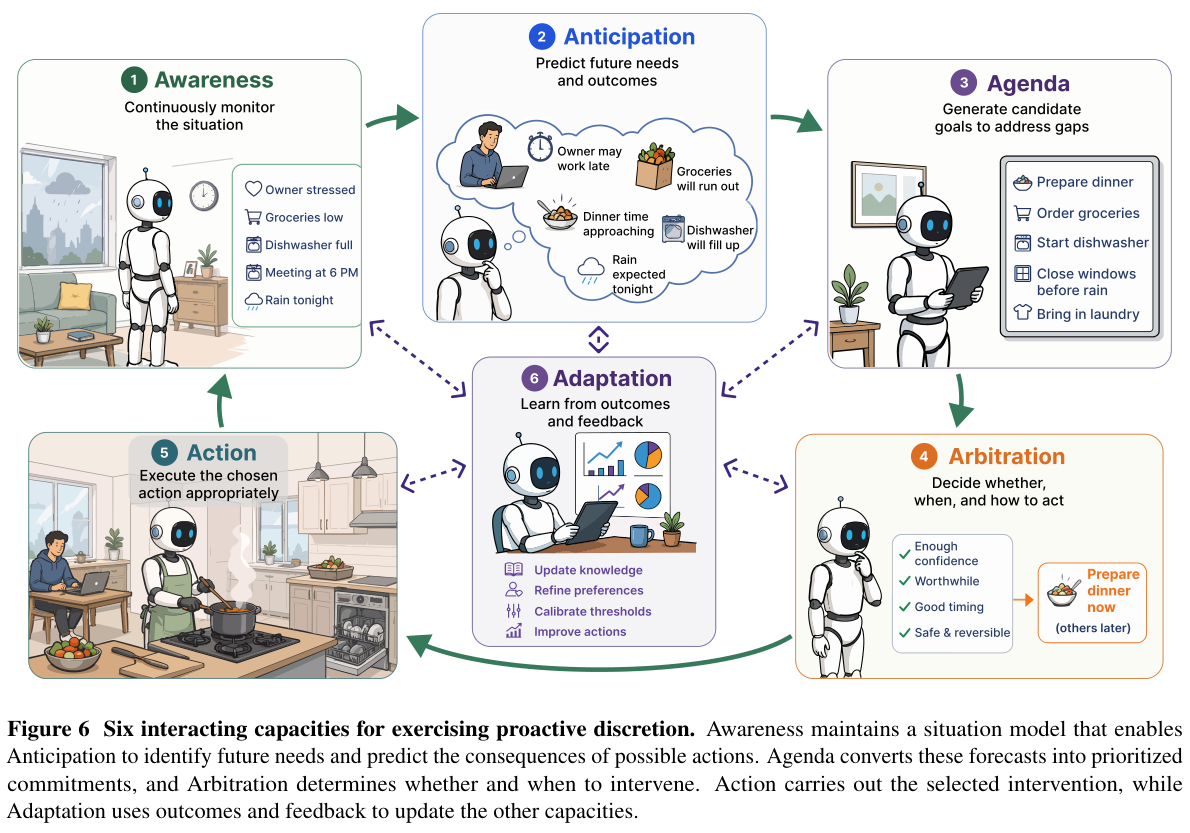 1 Awareness
Continuously monitor
the situation
Owner stressed
Groceries low
Dishwasher full
Meeting at 6 PM
Rain tonight
2 Anticipation
Predict future needs
and outcomes
Owner may
work late
Groceries
will run out
Dinner time
approaching
Dishwasher
will fill up
Rain
expected
tonight
3 Agenda
Generate candidate
goals to address gaps
Prepare dinner
Order groceries
Start dishwasher
Close windows
before rain
Bring in laundry
4 Arbitration
Decide whether,
when, and how to act
Enough
confidence
Worthwhile
Good timing
Safe & reversible
Prepare
dinner
now
(others later)
5 Action
Execute the chosen
action appropriately
6 Adaptation
Learn from outcomes
and feedback
Update knowledge
Refine preferences
Calibrate thresholds
Improve actions
Figure 6 Six interacting capacities for exercising proactive discretion. Awareness maintains a situation model that enables
Anticipation to identify future needs and predict the consequences of possible actions. Agenda converts these forecasts into prioritized
commitments, and Arbitration determines whether and when to intervene. Action carries out the selected intervention, while
Adaptation uses outcomes and feedback to update the other capacities.